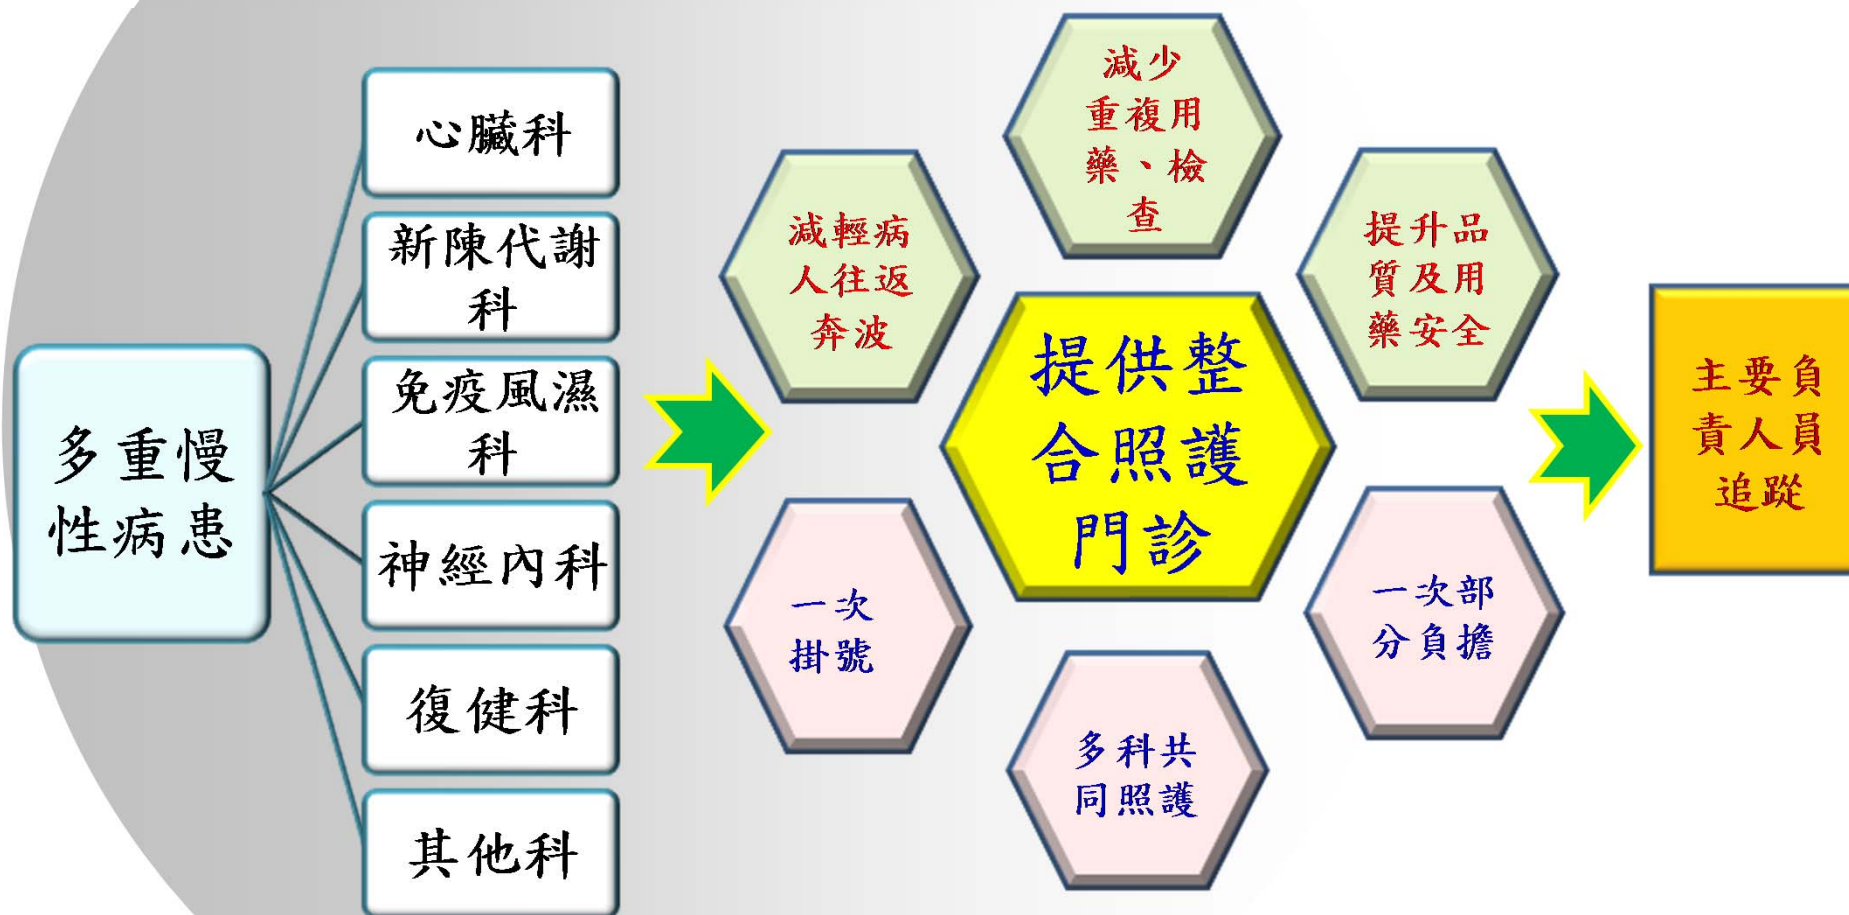 多重慢
性病患
心臟科
新陳代謝
科
免疫風濕
科
神經內科
復健科
其他科
減輕病
人往返
奔波
減少
重複用
藥、檢
查
提升品
質及用
藥安全
提供整
合照護
門診
一次
掛號
多科共
同照護
一次部
分負擔
主要負
責人員
追蹤